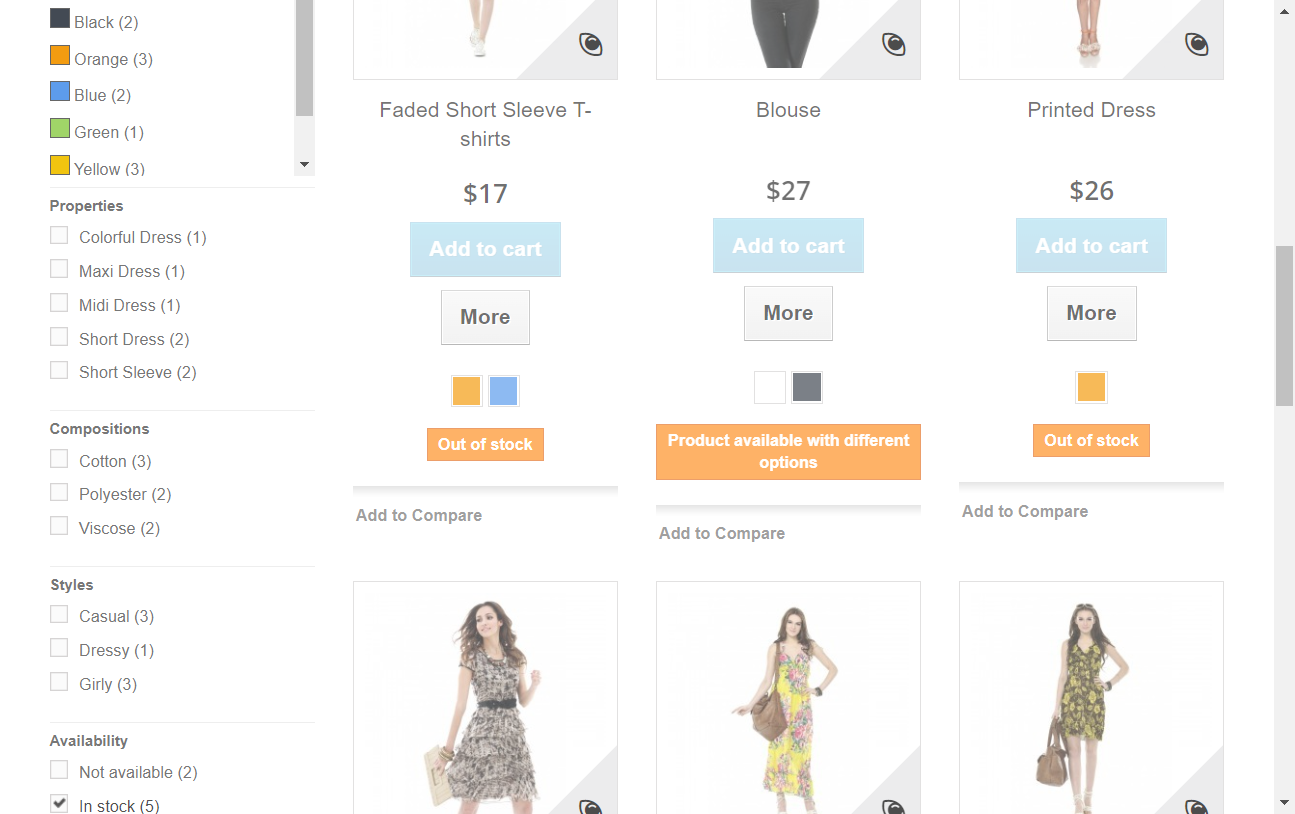 Black (2)
Orange (3)
Blue (2)
Green (1)
Yellow (3)
Properties
Colorful Dress (1)
Maxi Dress (1)
Midi Dress (1)
Short Dress (2)
Short Sleeve (2)
Compositions
Cotton (3)
Polyester (2)
Viscose (2)
Styles
Casual (3)
Dressy (1)
Girly (3)
Availability
Not available (2)
In stock (5)
Faded Short Sleeve T-
shirts
$17
Add to cart
More
Out of stock
Add to Compare
Blouse
$27
Add to cart
More
Product available with different
options
Add to Compare
Printed Dress
$26
Add to cart
More
Out of stock
Add to Compare